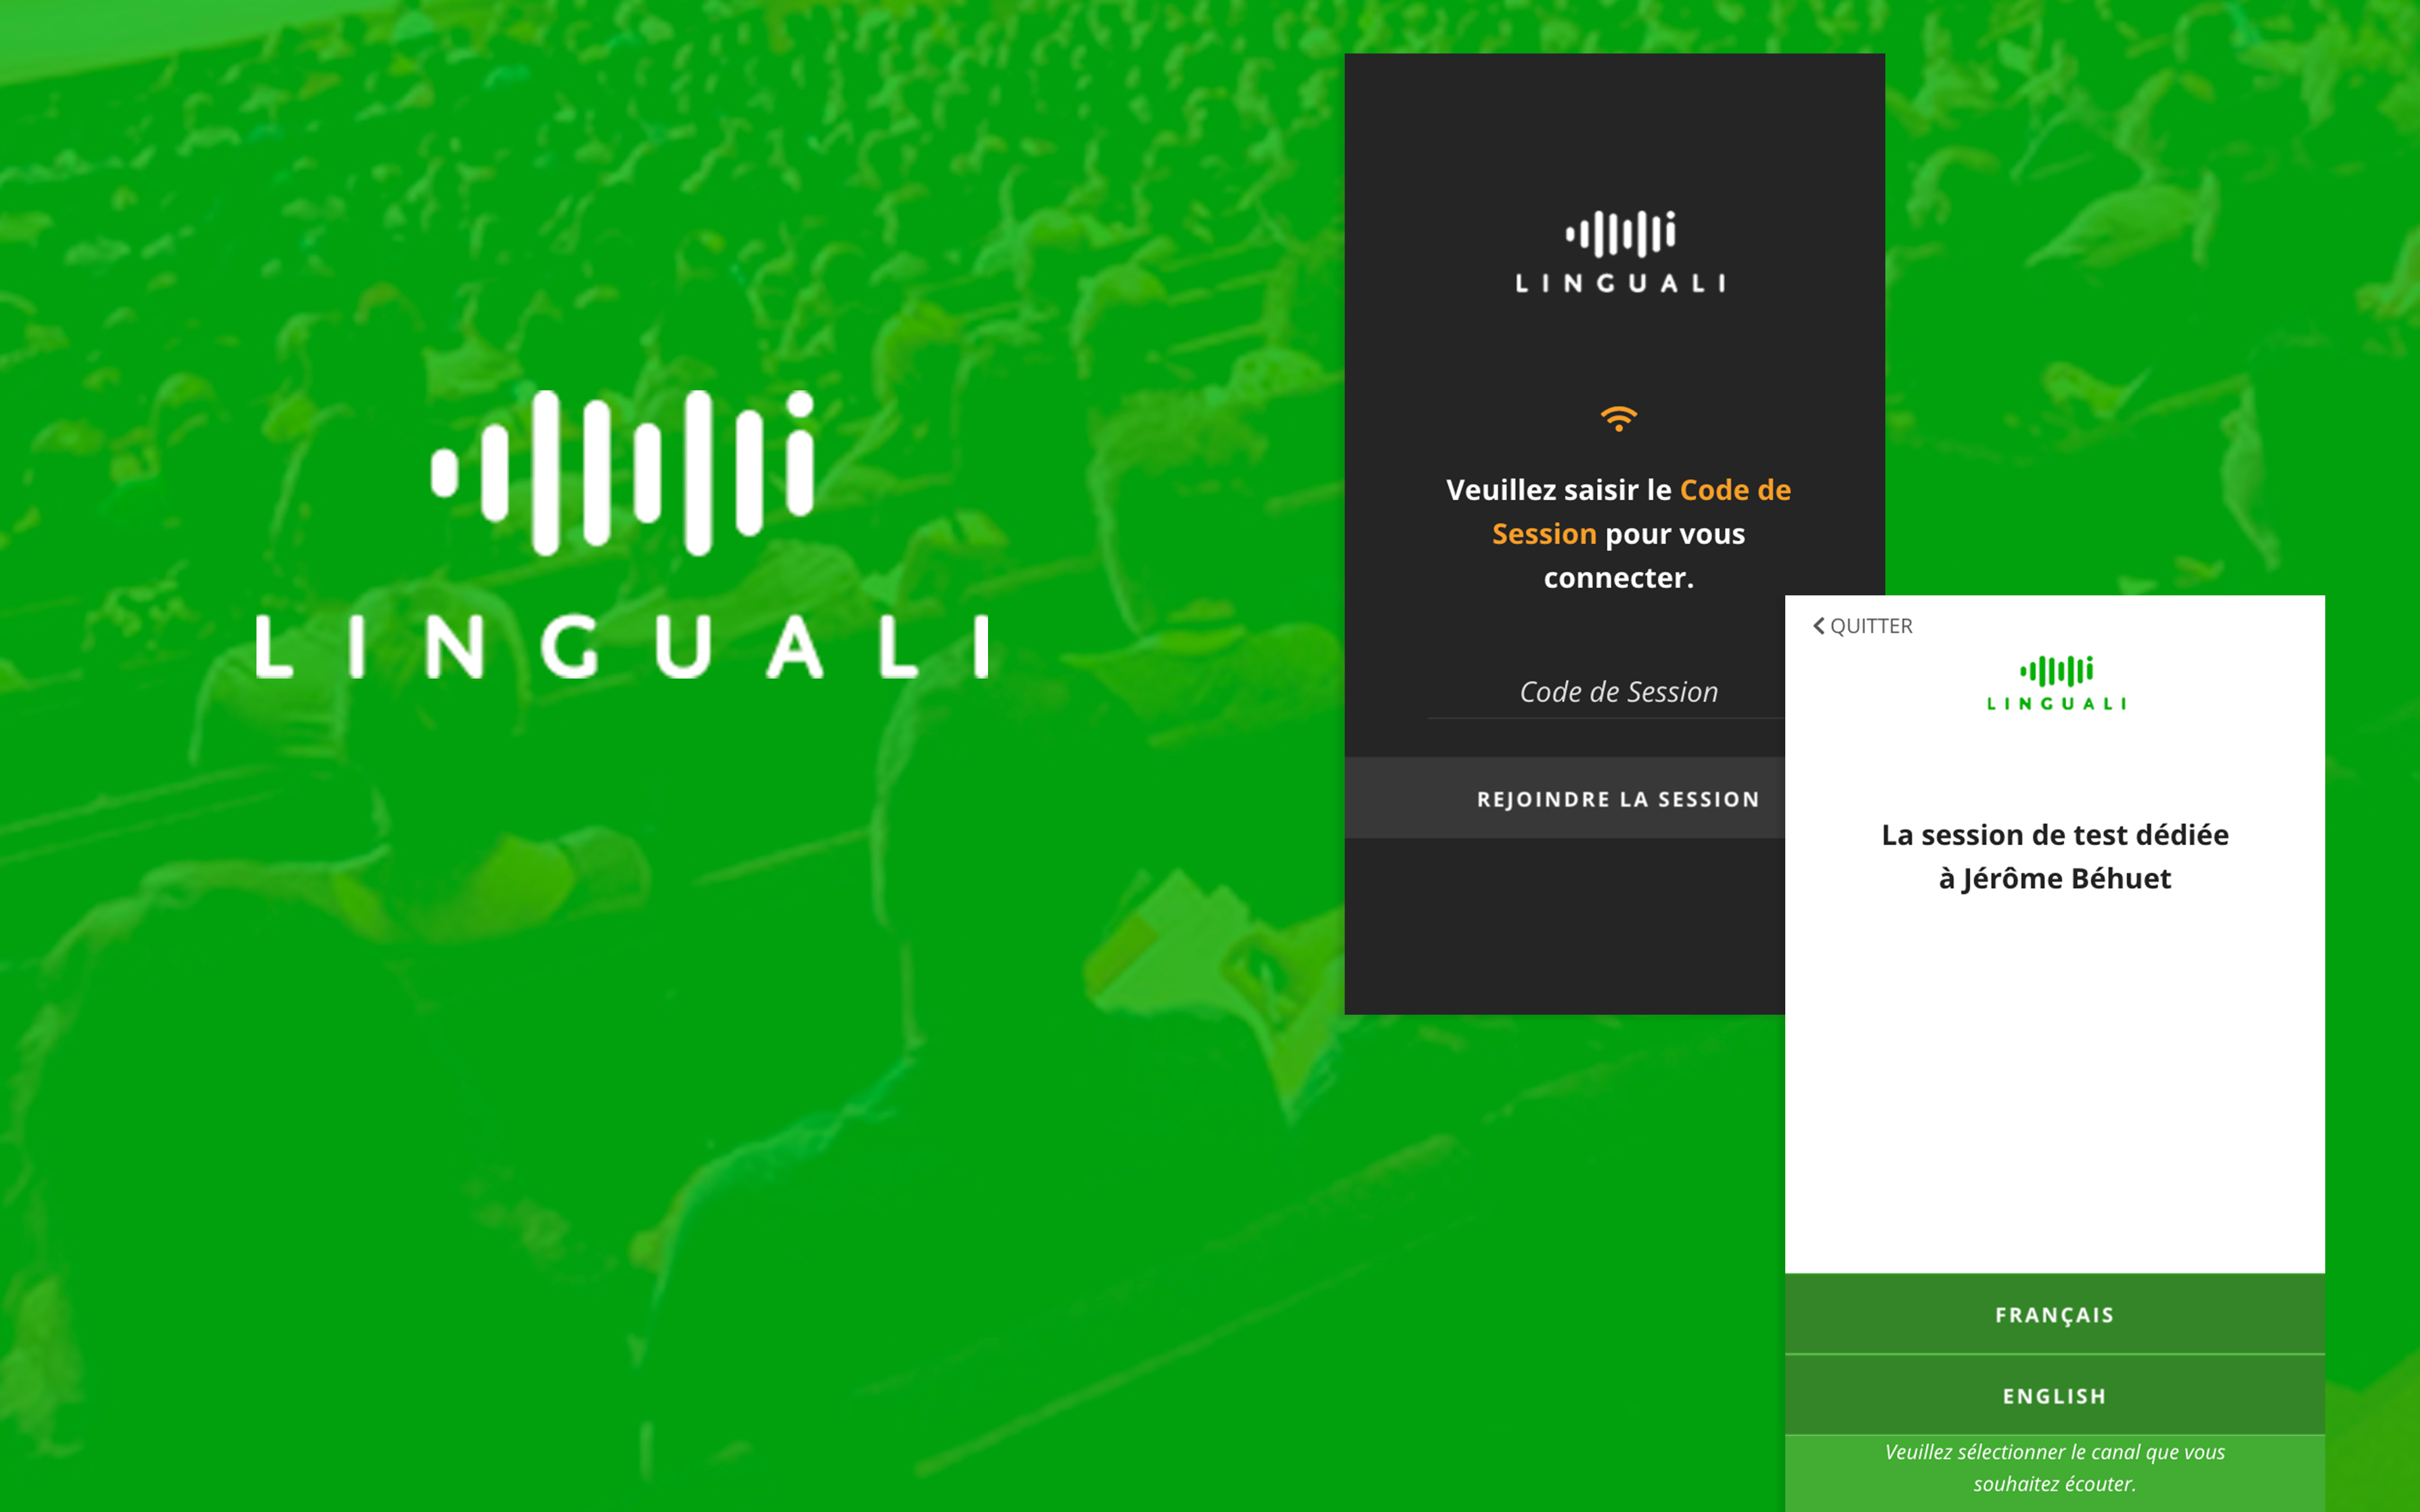 LINGUALI
LINGUALI
Veuillez saisir le Code de
Session pour vous
connecter.
Code de Session
REJOINDRE LA SESSION
QUITTER
LINGUALI
La session de test dédiée
à Jérôme Béhuet
FRANÇAIS
ENGLISH
Veuillez sélectionner le canal que vous
souhaitez écouter.